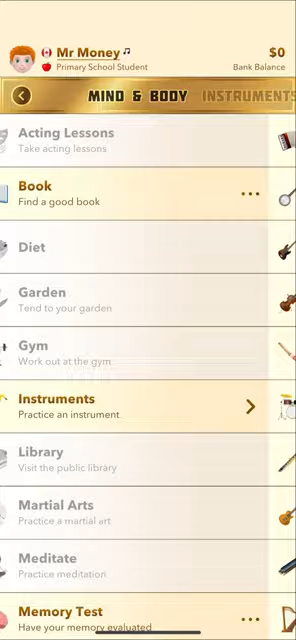 Mr Money
$0
Primary School Student
Bank Balance
MIND & BODY
INSTRUMENTS
Acting Lessons
Take acting lessons
Book
Find a good book
Diet
Garden
Tend to your garden
Gym
Work out at the gym
Instruments
Practice an instrument
Library
Visit the public library
Martial Arts
Practice a martial art
Meditate
Practice meditation
Memory Test
Have your memory evaluated